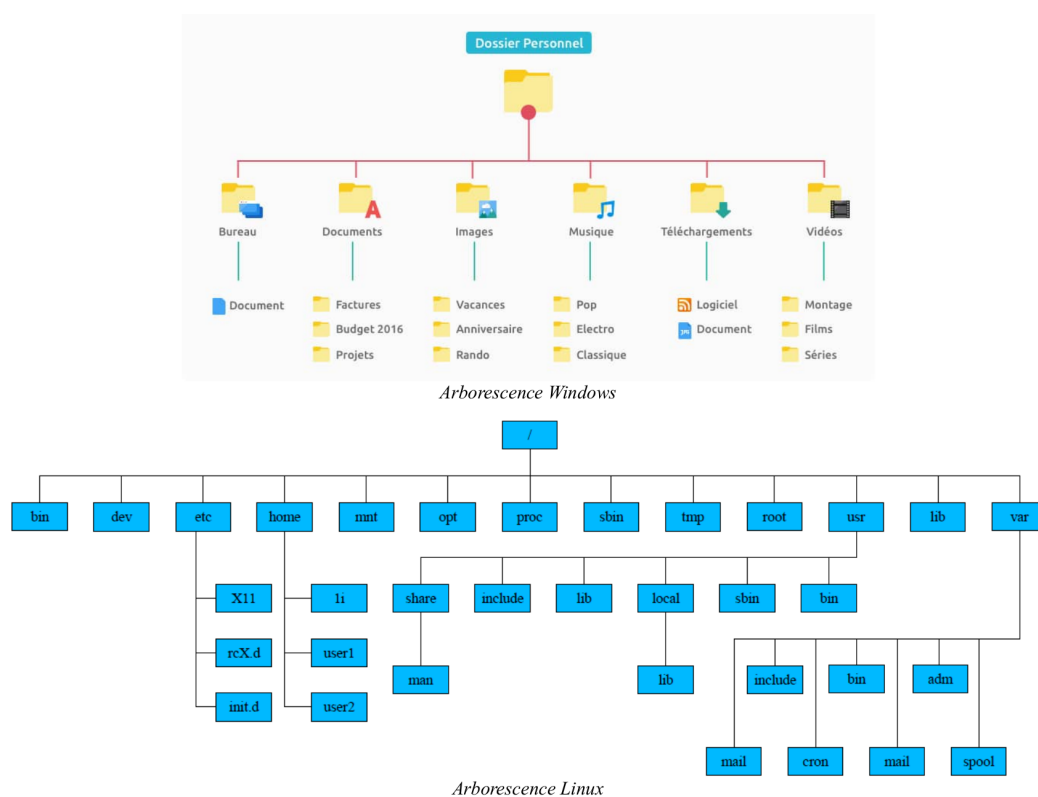 Dossier Personnel
Bureau Documents Images Musique Téléchargements Vidéos
Document Factures Vacances Pop Logiciel Montage
Budget 2016 Anniversaire Electro Document Films
Projets Rando Classique Séries
Arborescence Windows
/
bin dev etc home mnt opt proc sbin tmp root usr lib var
X11 1i share include lib local sbin bin
rcX.d user1
man lib include bin adm
init.d user2
mail cron mail spool
Arborescence Linux